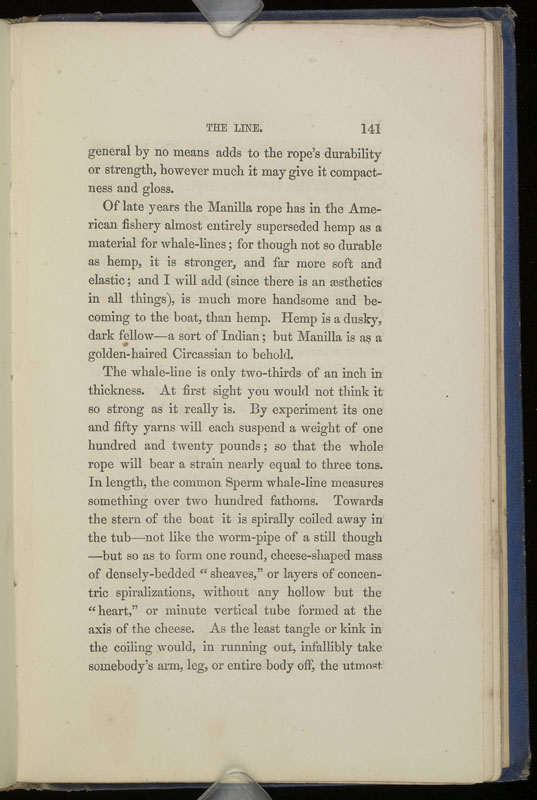 THE LINE. 141
general by no means adds to the rope's durability
or strength, however much it may give it compact-
ness and gloss.
Of late years the Manilla rope has in the Ame-
rican fishery almost entirely superseded hemp as a
material for whale-lines; for though not so durable
as hemp, it is stronger, and far more soft and
elastic; and I will add (since there is an æsthetics
in all things), is much more handsome and be-
coming to the boat, than hemp. Hemp is a dusky,
dark fellow—a sort of Indian; but Manilla is as a
golden-haired Circassian to behold.
The whale-line is only two-thirds of an inch in
thickness. At first sight you would not think it
so strong as it really is. By experiment its one
and fifty yarns will each suspend a weight of one
hundred and twenty pounds; so that the whole
rope will bear a strain nearly equal to three tons.
In length, the common Sperm whale-line measures
something over two hundred fathoms. Towards
the stern of the boat it is spirally coiled away in
the tub—not like the worm-pipe of a still though
—but so as to form one round, cheese-shaped mass
of densely-bedded "sheaves," or layers of concen-
tric spiralizations, without any hollow but the
"heart," or minute vertical tube formed at the
axis of the cheese. As the least tangle or kink in
the coiling would, in running out, infallibly take
somebody's arm, leg, or entire body off, the utmost